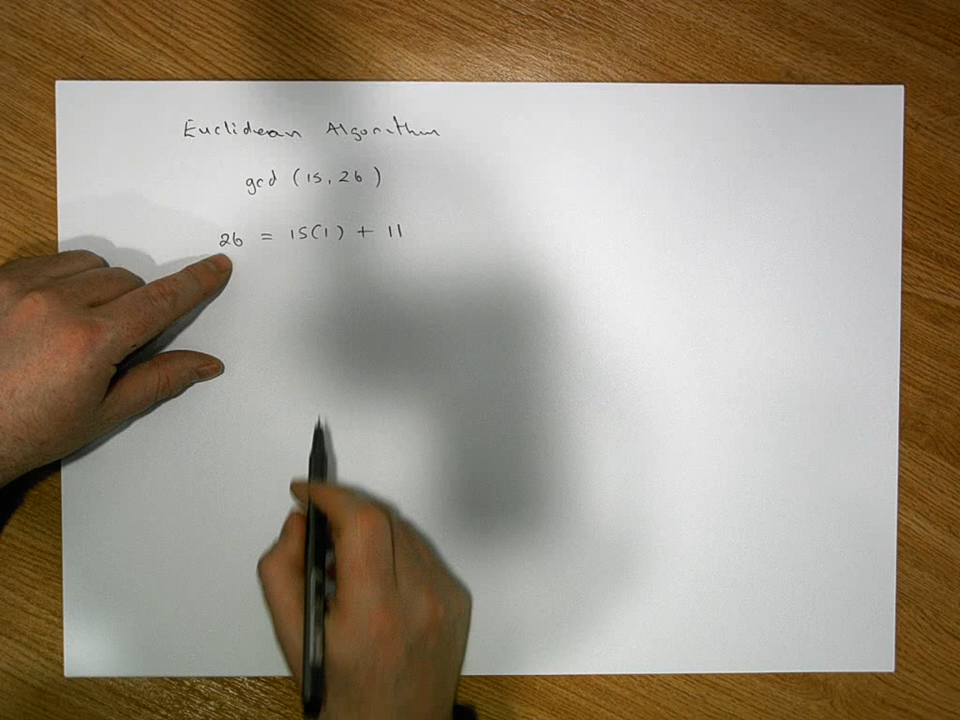 Euclidean Algorithm
gcd (15, 26)
26 = 15(1) + 11